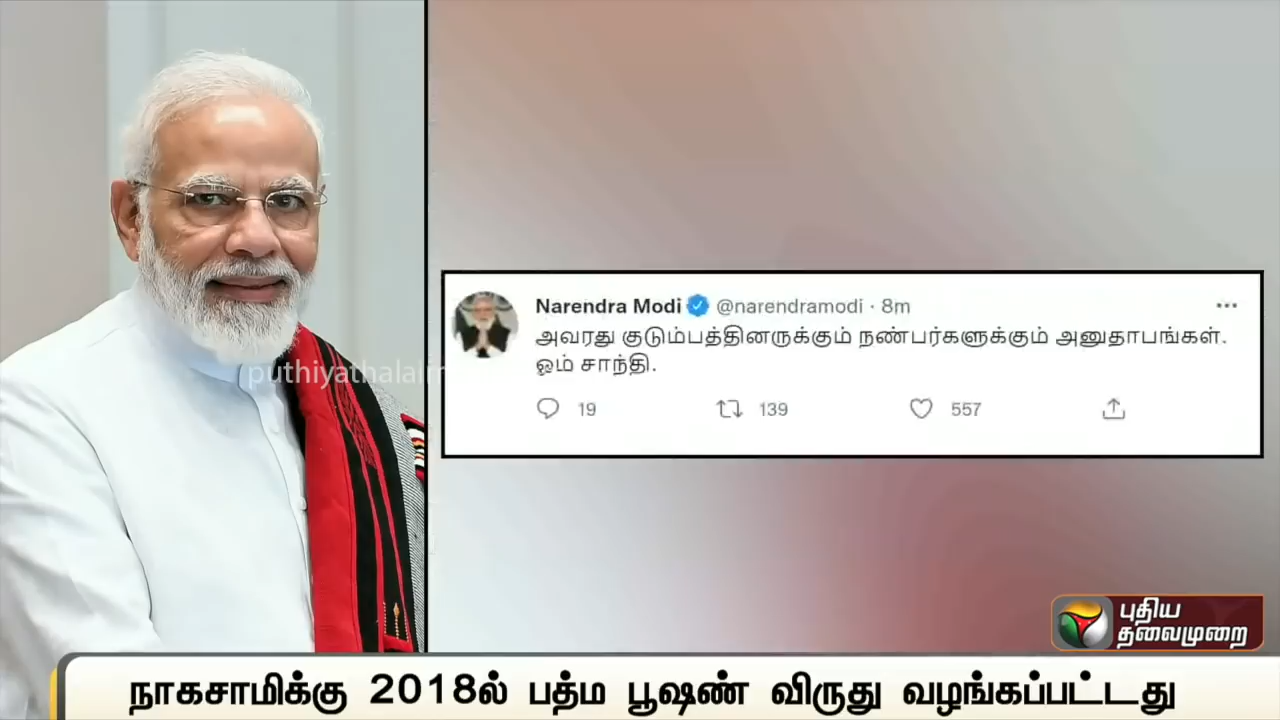 Narendra Modi @narendramodi · 8m
அவரது குடும்பத்தினருக்கும் நண்பர்களுக்கும் அனுதாபங்கள்.
ஓம் சாந்தி.
19 139 557
புதிய
தலைமுறை
நாகசாமிக்கு 2018ல் பத்ம பூஷண் விருது வழங்கப்பட்டது